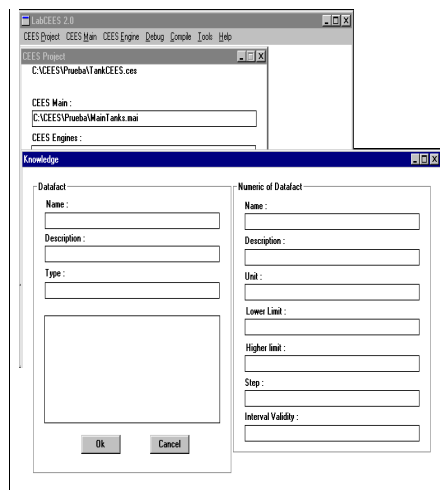 LabCEES 2.0
CEES Project CEES Main CEES Engine Debug Compile Tools Help
CEES Project
C:\CEES\Prueba\TankCEES.ces
CEES Main :
C:\CEES\Prueba\MainTanks.mai
CEES Engines :
Knowledge
Datafact
Name :
Description :
Type :
Ok Cancel
Numeric of Datafact
Name :
Description :
Unit :
Lower Limit :
Higher limit :
Step :
Interval Validity :